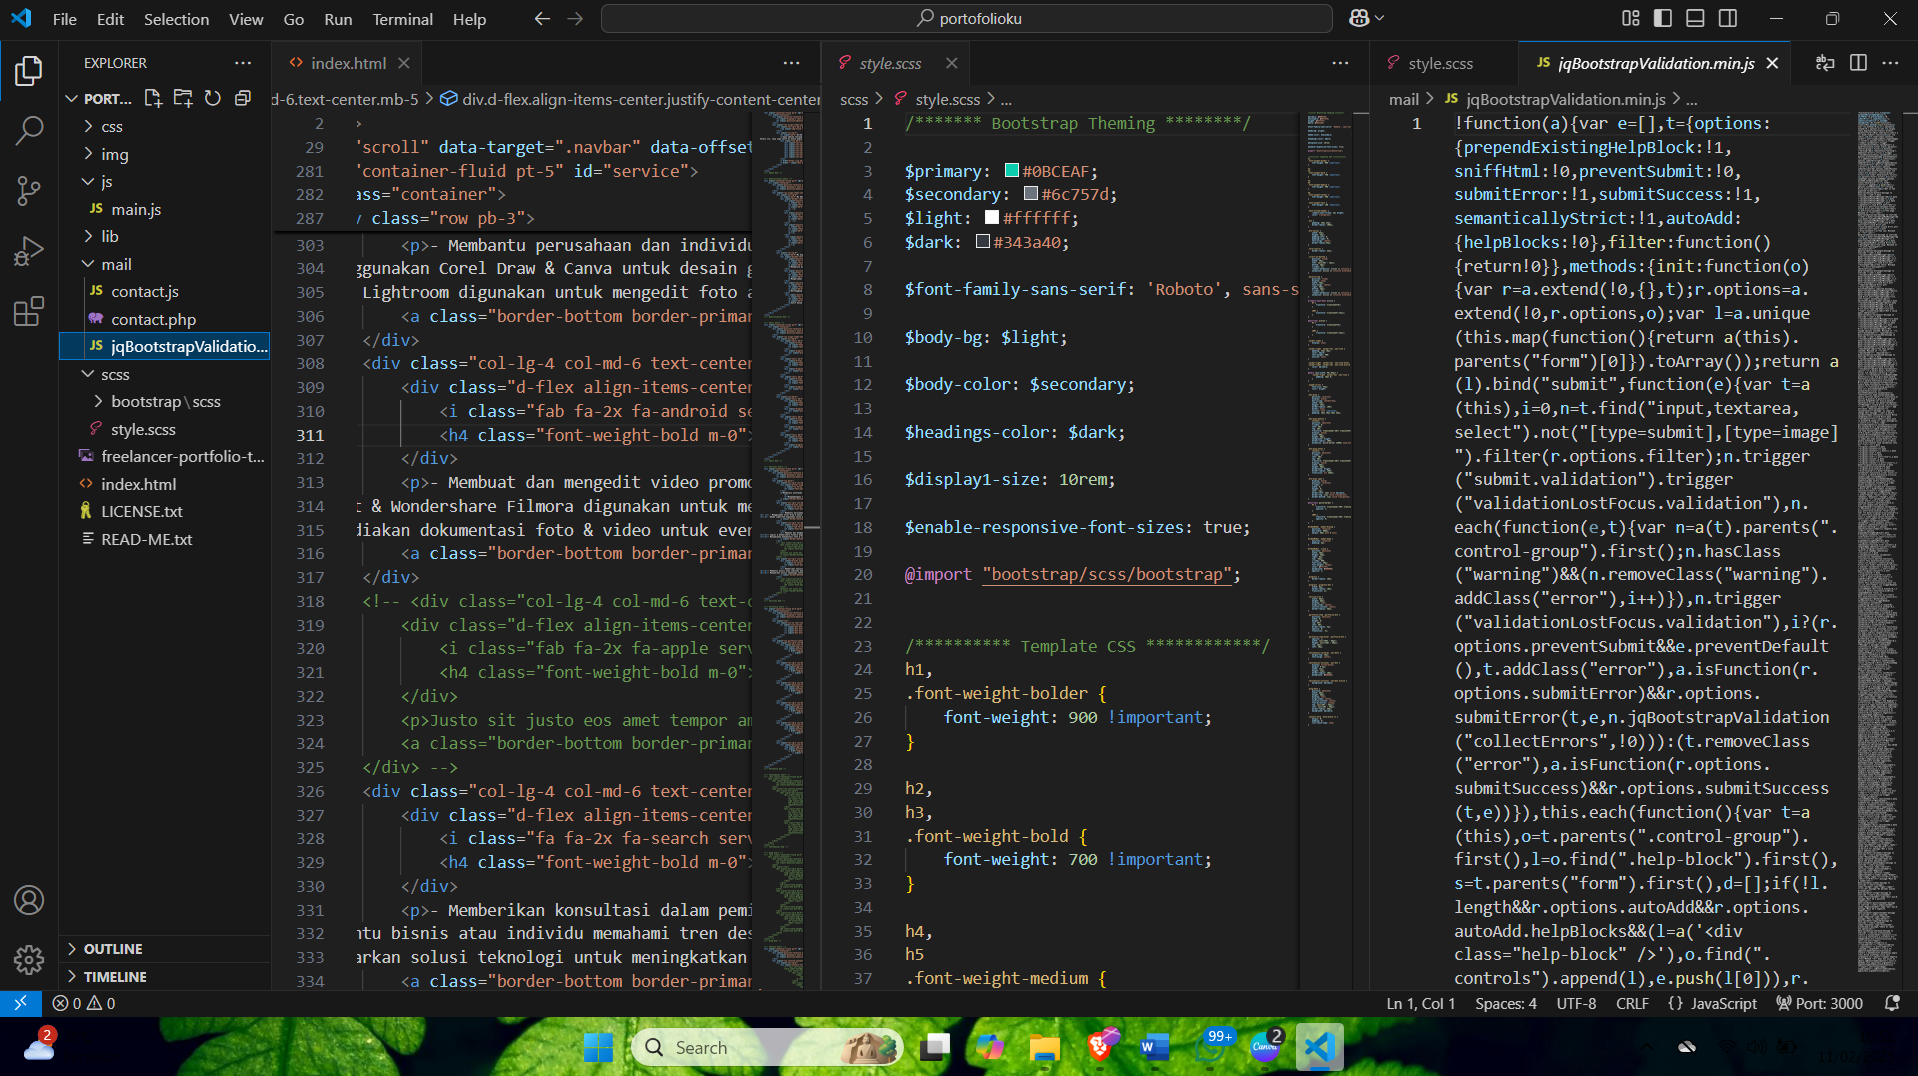 File Edit Selection View Go Run Terminal Help
portofolioku
EXPLORER
PORT...
css
img
js
JS main.js
lib
mail
JS contact.js
contact.php
JS jqBootstrapValidatio...
scss
bootstrap\scss
style.scss
freelancer-portfolio-t...
index.html
LICENSE.txt
READ-ME.txt
OUTLINE
TIMELINE
index.html
d-6.text-center.mb-5 > div.d-flex.align-items-center.justify-content-center
2 >
29 "scroll" data-target=".navbar" data-offset
281 "container-fluid pt-5" id="service">
282 ass="container">
287 class="row pb-3">
303 <p>- Membantu perusahaan dan individu
304 ggunakan Corel Draw & Canva untuk desain g
305 Lightroom digunakan untuk mengedit foto a
306 <a class="border-bottom border-primar
307 </div>
308 <div class="col-lg-4 col-md-6 text-center
309 <div class="d-flex align-items-center
310 <i class="fab fa-2x fa-android se
311 <h4 class="font-weight-bold m-0">
312 </div>
313 <p>- Membuat dan mengedit video promo
314 t & Wondershare Filmora digunakan untuk me
315 diakan dokumentasi foto & video untuk even
316 <a class="border-bottom border-primar
317 </div>
318 <!-- <div class="col-lg-4 col-md-6 text-c
319 <div class="d-flex align-items-center
320 <i class="fab fa-2x fa-apple serv
321 <h4 class="font-weight-bold m-0">
322 </div>
323 <p>Justo sit justo eos amet tempor am
324 <a class="border-bottom border-primar
325 </div> -->
326 <div class="col-lg-4 col-md-6 text-center
327 <div class="d-flex align-items-center
328 <i class="fa fa-2x fa-search serv
329 <h4 class="font-weight-bold m-0">
330 </div>
331 <p>- Memberikan konsultasi dalam pemi
332 ntu bisnis atau individu memahami tren des
333 arkan solusi teknologi untuk meningkatkan
334 <a class="border-bottom border-primar
style.scss
scss > style.scss > ...
1 /******* Bootstrap Theming ********/
2
3 $primary: #0BCEAF;
4 $secondary: #6c757d;
5 $light: #ffffff;
6 $dark: #343a40;
7
8 $font-family-sans-serif: 'Roboto', sans-s
9
10 $body-bg: $light;
11
12 $body-color: $secondary;
13
14 $headings-color: $dark;
15
16 $display1-size: 10rem;
17
18 $enable-responsive-font-sizes: true;
19
20 @import "bootstrap/scss/bootstrap";
21
22
23 /********** Template CSS ************/
24 h1,
25 .font-weight-bolder {
26 font-weight: 900 !important;
27 }
28
29 h2,
30 h3,
31 .font-weight-bold {
32 font-weight: 700 !important;
33 }
34
35 h4,
36 h5
37 .font-weight-medium {
style.scss
JS jqBootstrapValidation.min.js
mail > JS jqBootstrapValidation.min.js > ...
1 !function(a){var e=[],t={options:
{prependExistingHelpBlock:!1,
sniffHtml:!0,preventSubmit:!0,
submitError:!1,submitSuccess:!1,
semanticallyStrict:!1,autoAdd:
{helpBlocks:!0},filter:function()
{return!0}},methods:{init:function(o)
{var r=a.extend(!0,{},t);r.options=a.
extend(!0,r.options,o);var l=a.unique
(this.map(function(){return a(this).
parents("form")[0]}).toArray());return a
(l).bind("submit",function(e){var t=a
(this),i=0,n=t.find("input,textarea,
select").not("[type=submit],[type=image]
").filter(r.options.filter);n.trigger
("submit.validation").trigger
("validationLostFocus.validation"),n.
each(function(e,t){var n=a(t).parents(".
control-group").first();n.hasClass
("warning")&&(n.removeClass("warning").
addClass("error"),i++)}),n.trigger
("validationLostFocus.validation"),i?(r.
options.preventSubmit&&e.preventDefault
(),t.addClass("error"),a.isFunction(r.
options.submitError)&&r.options.
submitError(t,e,n.jqBootstrapValidation
("collectErrors",!0))):(t.removeClass
("error"),a.isFunction(r.options.
submitSuccess)&&r.options.submitSuccess
(t,e))}),this.each(function(){var t=a
(this),o=t.parents(".control-group").
first(),l=o.find(".help-block").first(),
s=t.parents("form").first(),d=[];if(!l.
length&&r.options.autoAdd&&r.options.
autoAdd.helpBlocks&&(l=a('<div
class="help-block" />'),o.find(".
controls").append(l),e.push(l[0])),r.
0 0
Ln 1, Col 1 Spaces: 4 UTF-8 CRLF {} JavaScript Port: 3000
2
Search
W
99+
Canva
2